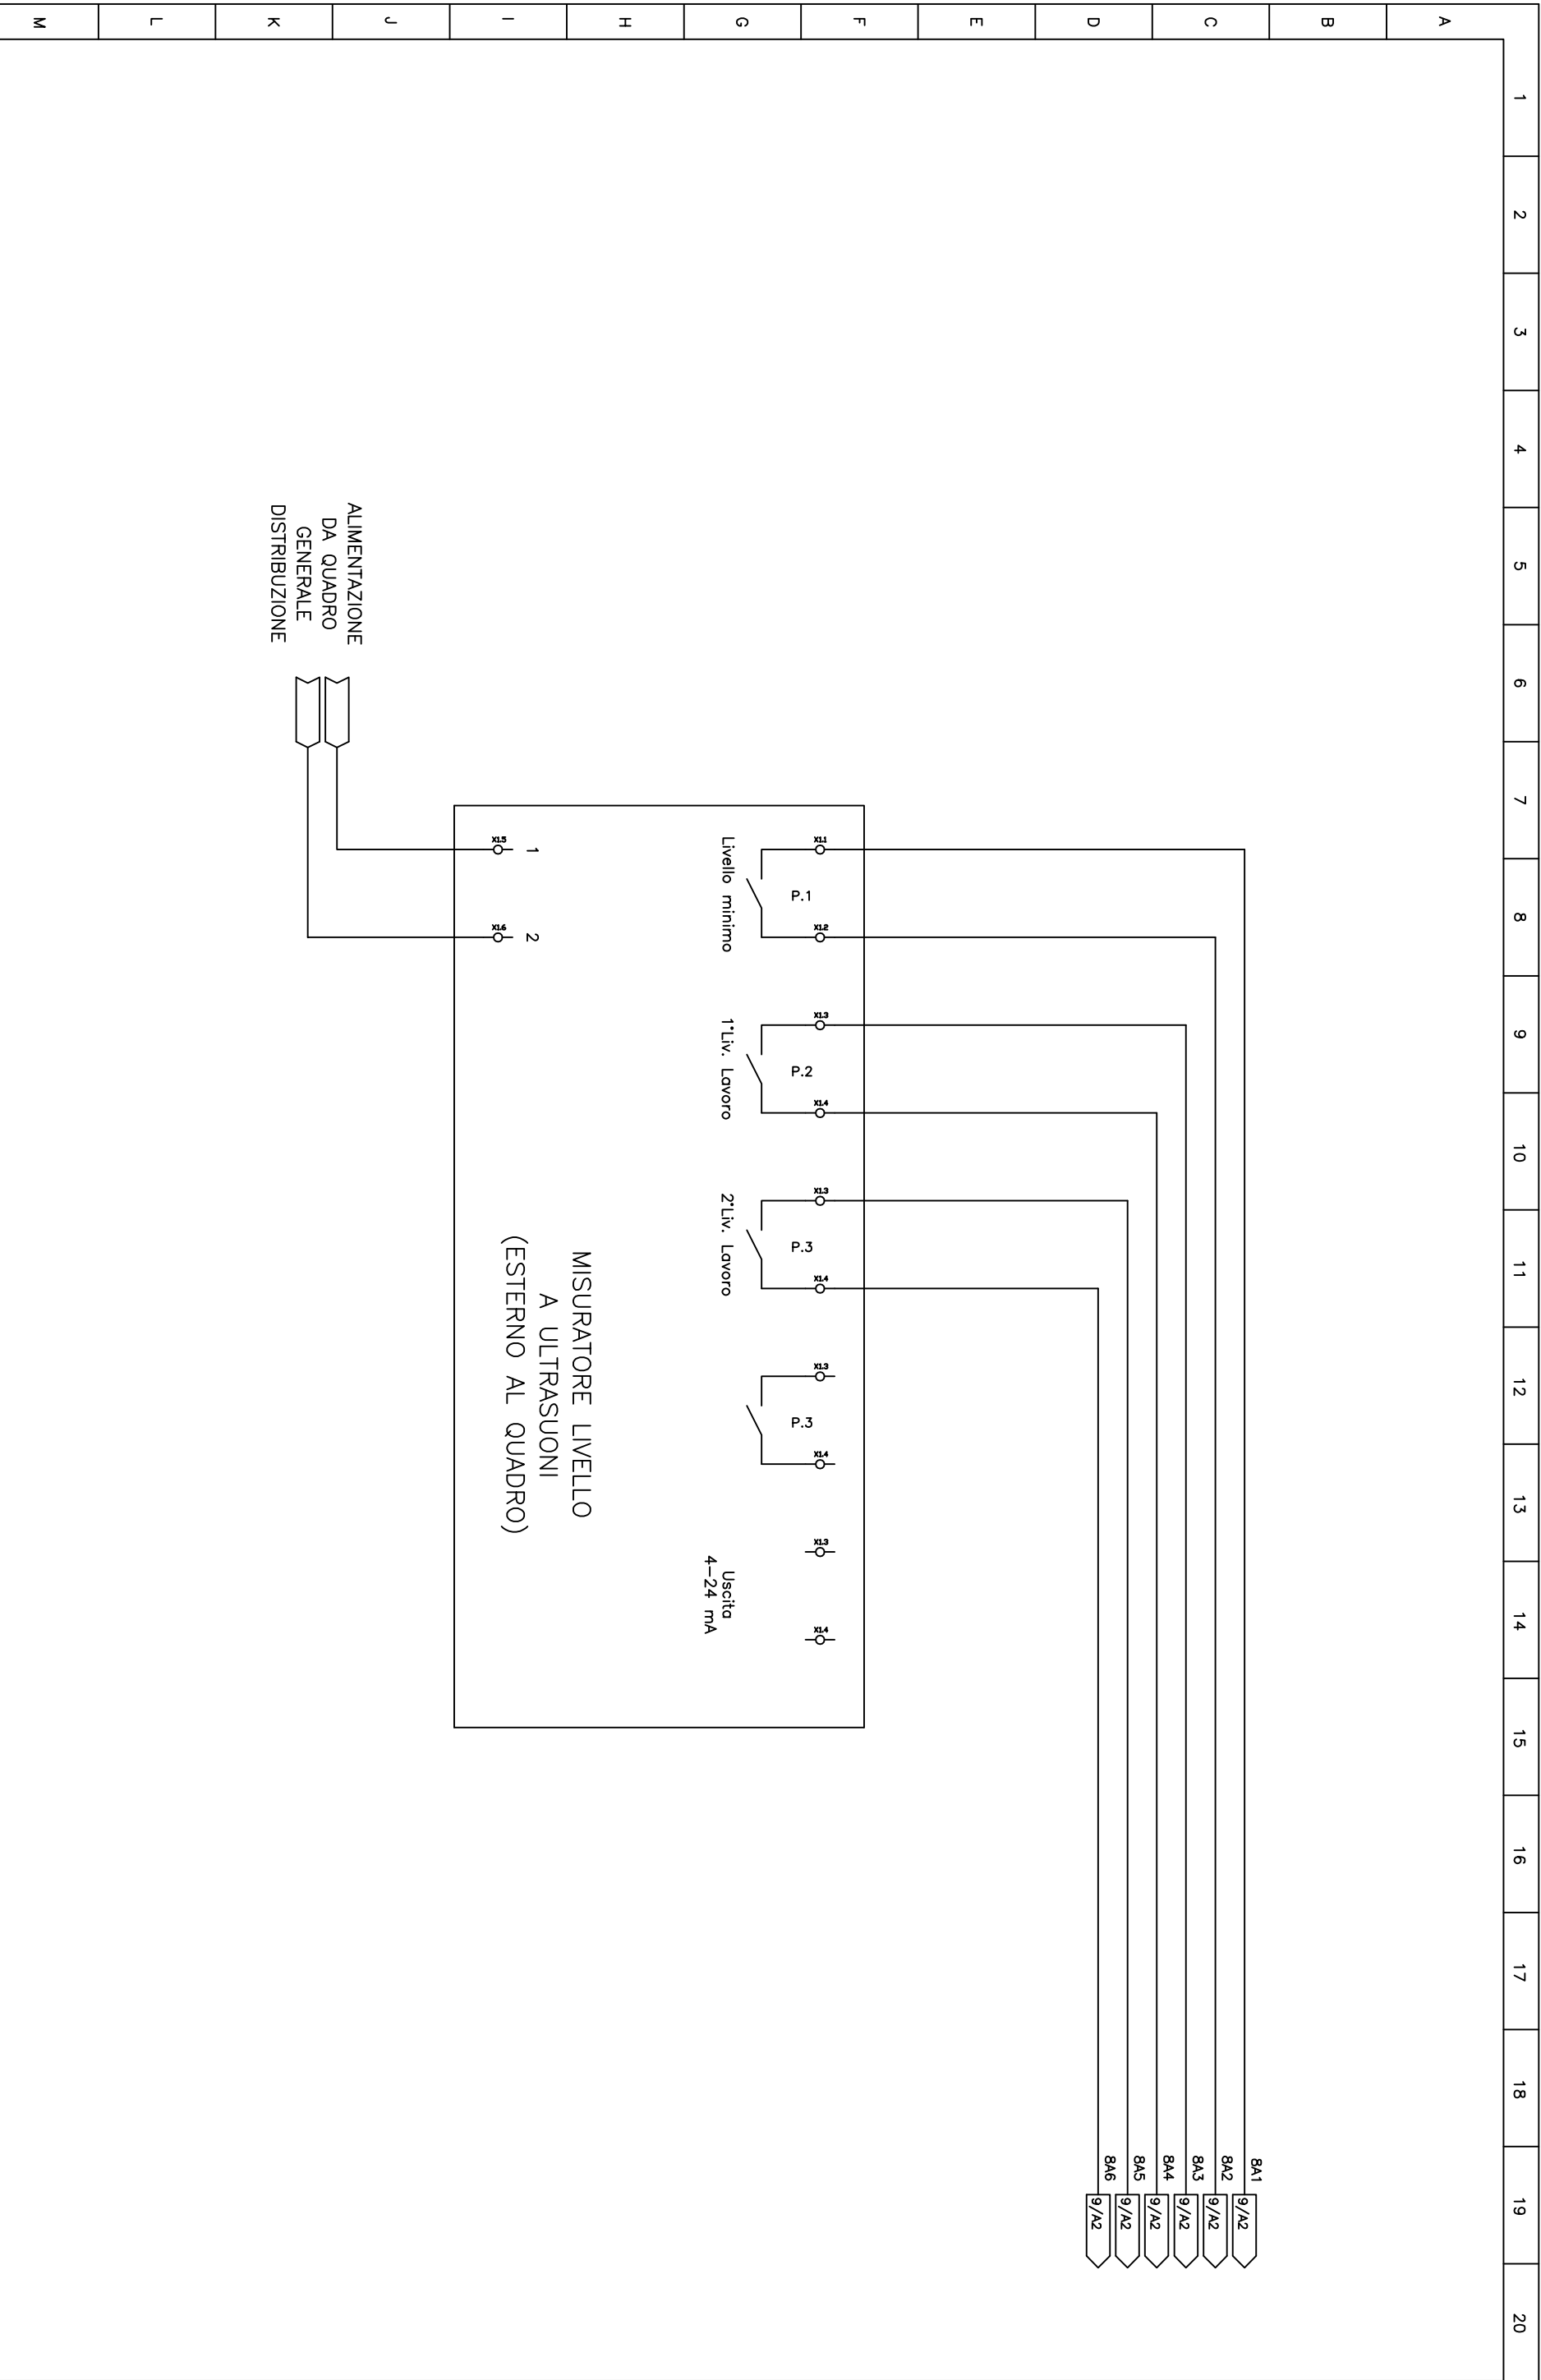 1 2 3 4 5 6 7 8 9 10 11 12 13 14 15 16 17 18 19 20
A
B
C
D
E
F
G
H
I
J
K
L
M
8A1
9/A2
8A2
9/A2
8A3
9/A2
8A4
9/A2
8A5
9/A2
8A6
9/A2
X1.1 X1.2 X1.3 X1.4 X1.3 X1.4 X1.3 X1.4 X1.3 X1.4
P.1 P.2 P.3 P.3
Livello minimo
1°Liv. Lavoro
2°Liv. Lavoro
Uscita
4-24 mA
MISURATORE LIVELLO
A ULTRASUONI
(ESTERNO AL QUADRO)
1 2
X1.5 X1.6
ALIMENTAZIONE
DA QUADRO
GENERALE
DISTRIBUZIONE